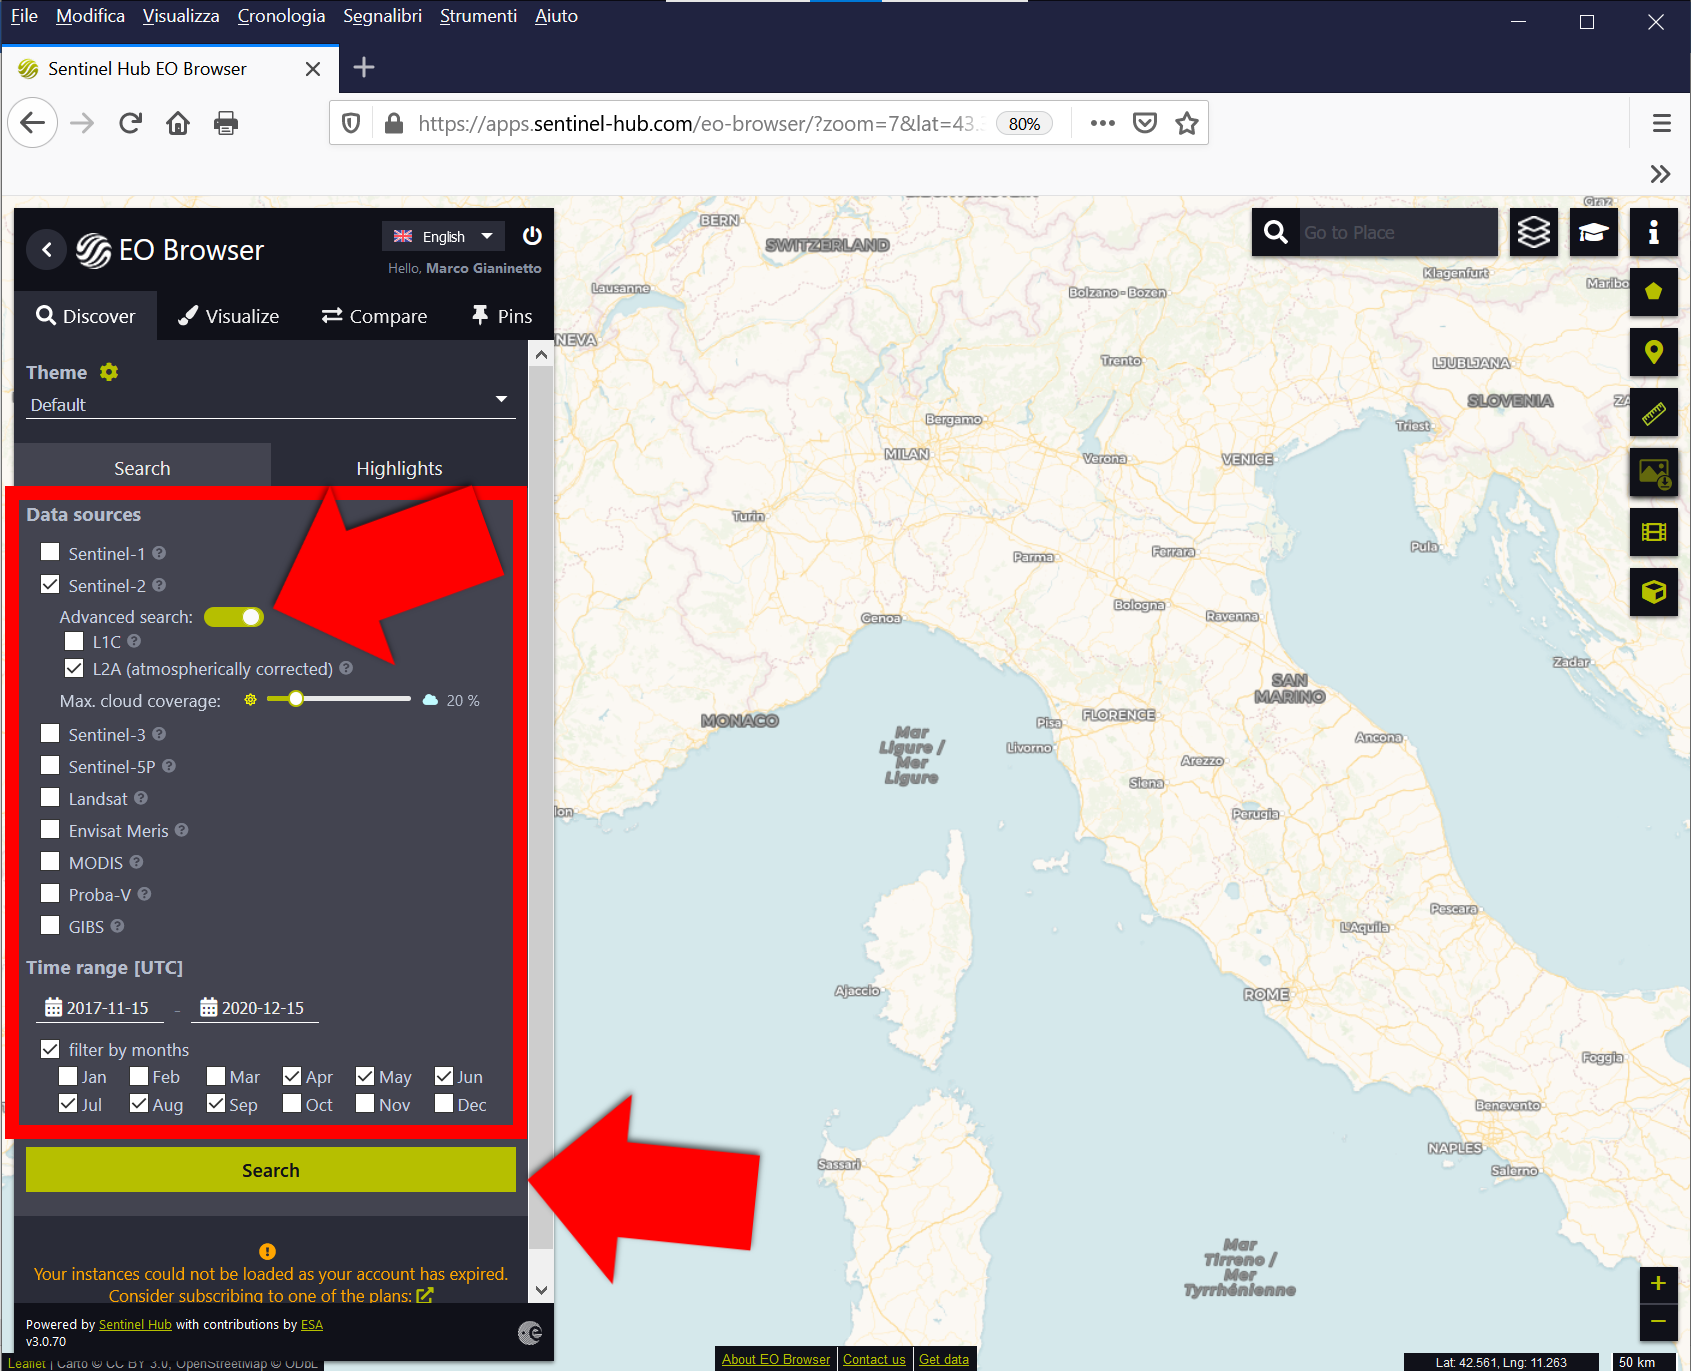 File Modifica Visualizza Cronologia Segnalibri Strumenti Aiuto
Sentinel Hub EO Browser
https://apps.sentinel-hub.com/eo-browser/?zoom=7&lat=43. 80%
EO Browser
English
Hello, Marco Gianinetto
Discover Visualize Compare Pins
Theme
Default
Search Highlights
Data sources
Sentinel-1
Sentinel-2
Advanced search:
L1C
L2A (atmospherically corrected)
Max. cloud coverage: 20 %
Sentinel-3
Sentinel-5P
Landsat
Envisat Meris
MODIS
Proba-V
GIBS
Time range [UTC]
2017-11-15 - 2020-12-15
filter by months
Jan Feb Mar Apr May Jun
Jul Aug Sep Oct Nov Dec
Search
Your instances could not be loaded as your account has expired.
Consider subscribing to one of the plans:
Powered by Sentinel Hub with contributions by ESA
v3.0.70
Leaflet | Carto © CC BY 3.0, OpenStreetMap © ODbL
Go to Place
Graz
BERN
SWITZERLAND
Klagenfurt
Maribo
Lausanne
Bolzano - Bozen
NEVA
Trento
LJUBLJANA
SLOVENIA
ZA
Bergamo
Triest
MILAN
Verona
VENICE
Turin
Parma
Ferrara
Pula
Bologna
Ravenna
Genoa
Zadar
SAN
MARINO
MONACO
Pisa
FLORENCE
Mar
Ligure /
Mer
Ligure
Livorno
Ancona
Arezzo
Siena
lon
Perugia
Pescara
L'Aquila
Ajaccio
ROME
Foggia
Benevento
NAPLES
Sassari
Salerno
Mar
Tirreno /
Mer
Tyrrhénienne
About EO Browser Contact us Get data
Lat: 42.561, Lng: 11.263 50 km